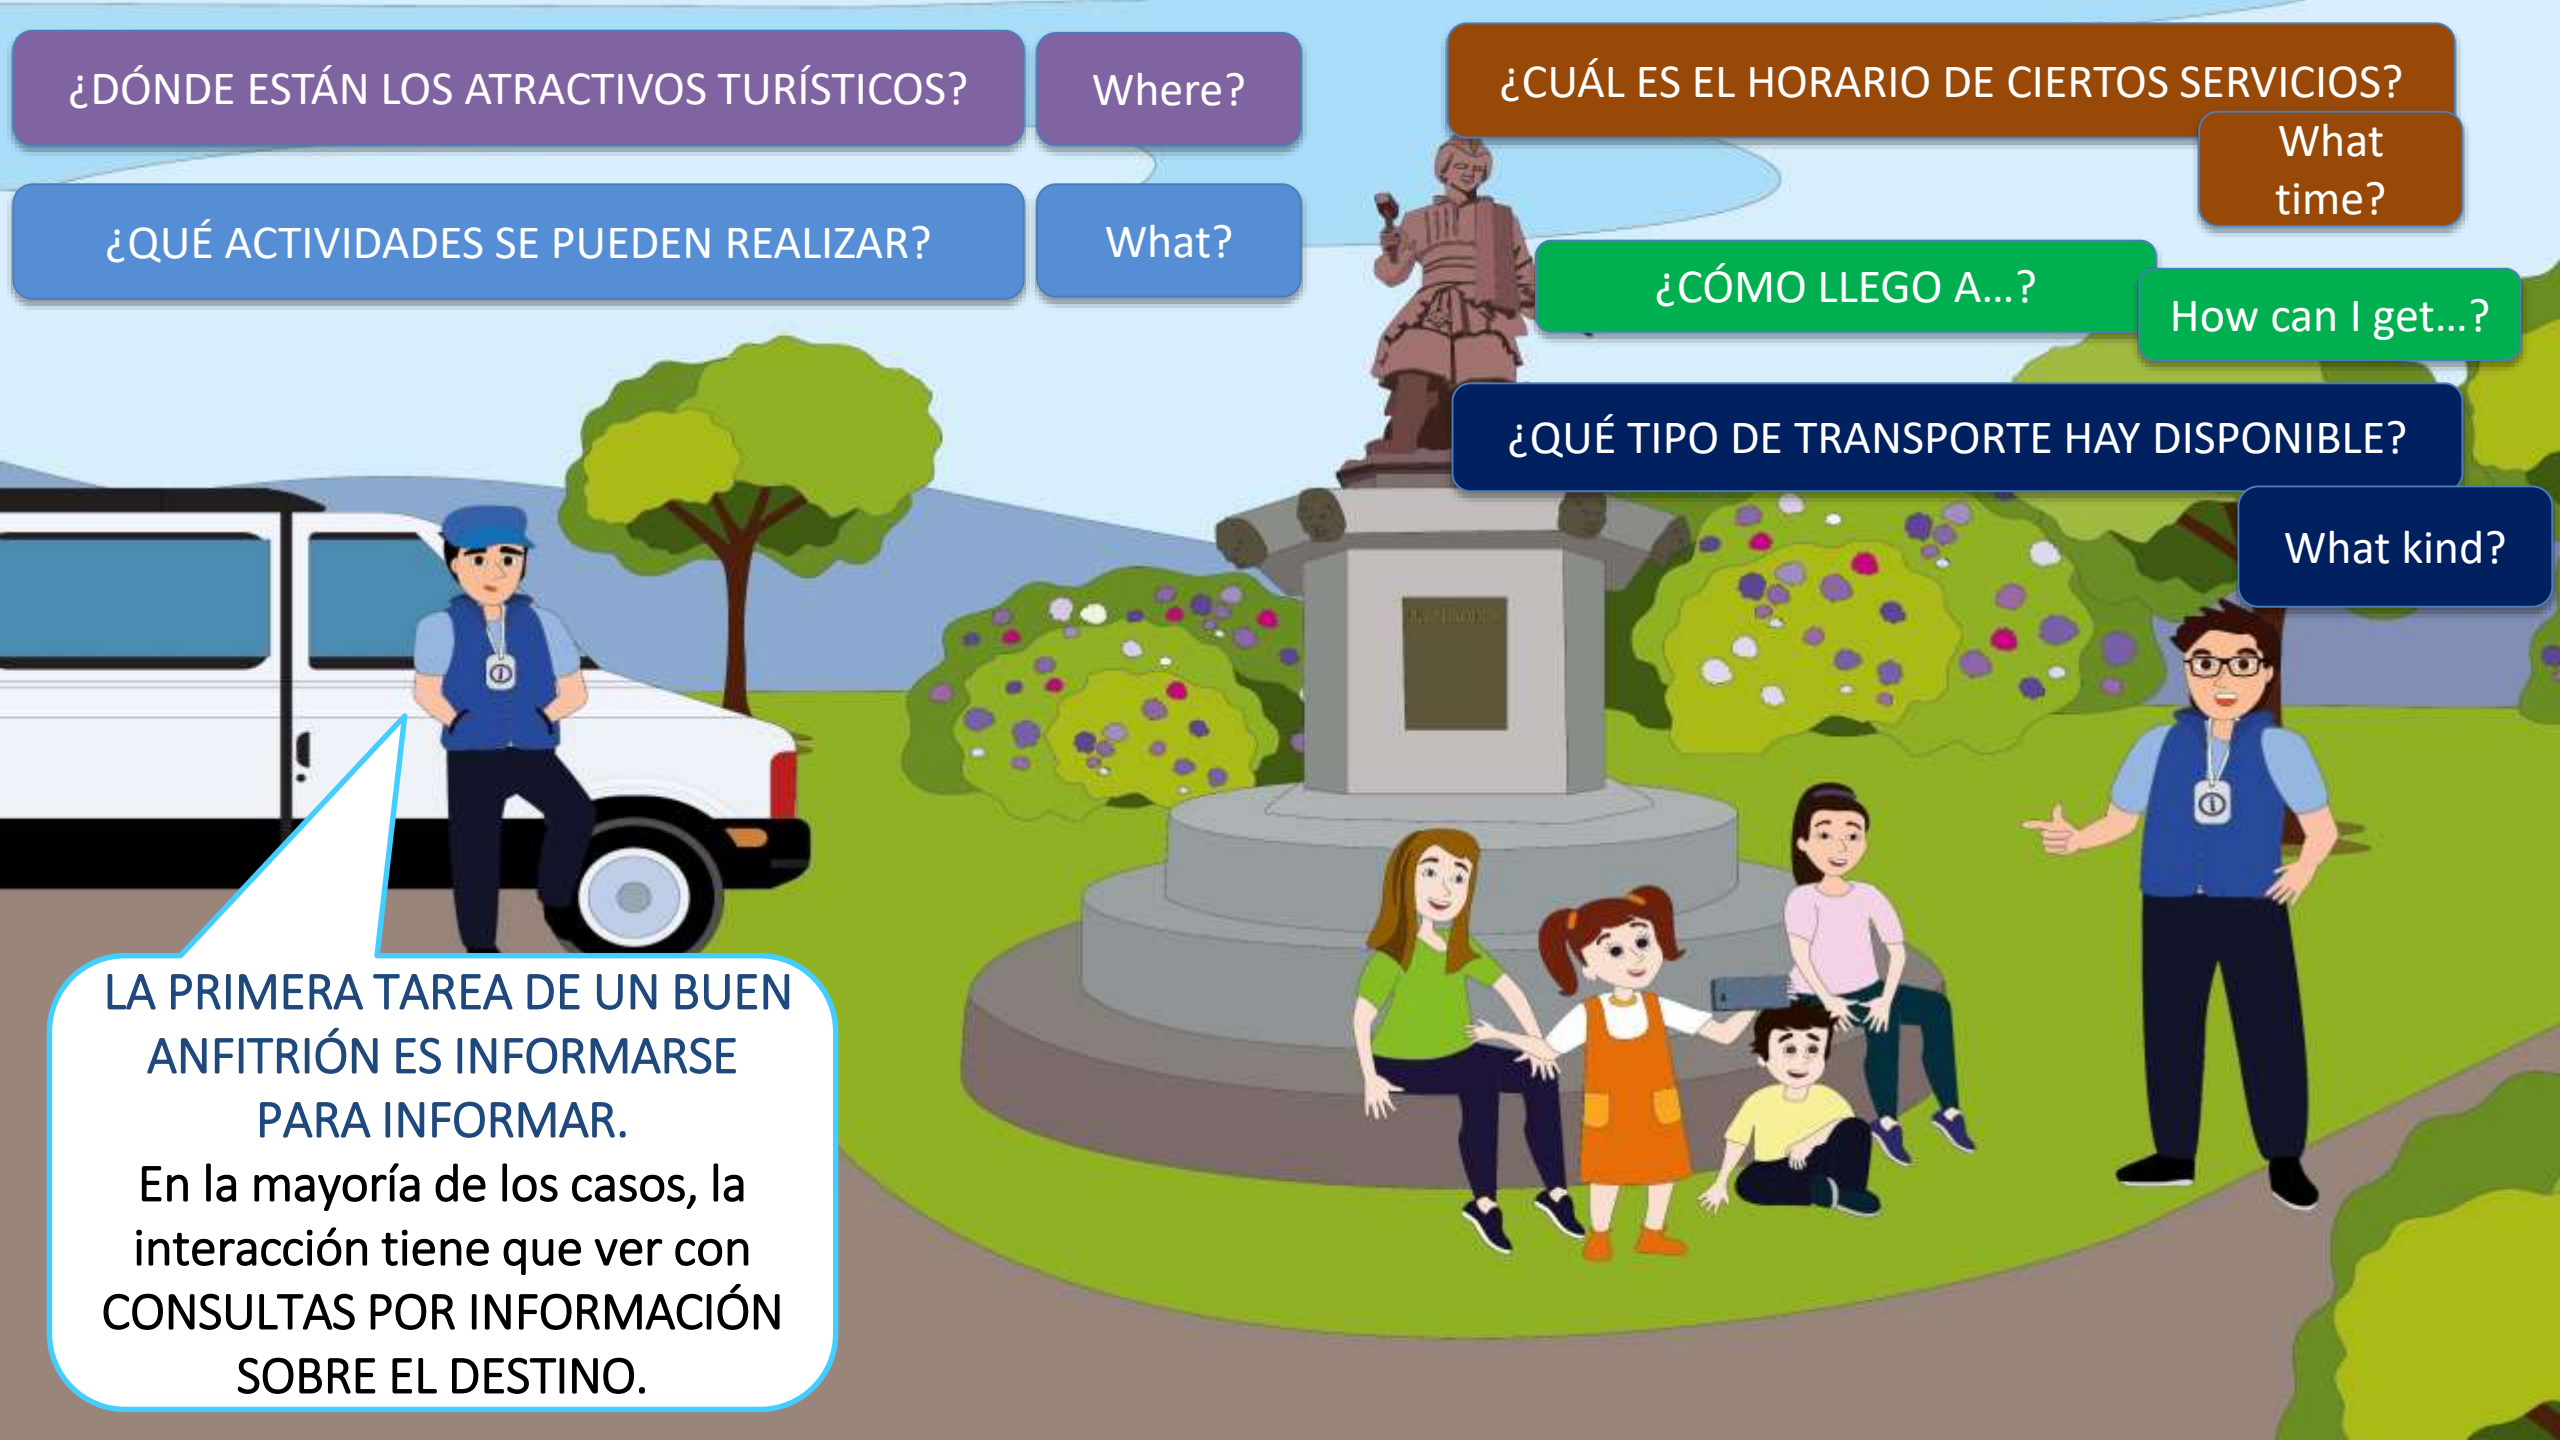 ¿DÓNDE ESTÁN LOS ATRACTIVOS TURÍSTICOS?
Where?
¿QUÉ ACTIVIDADES SE PUEDEN REALIZAR?
What?
¿CUÁL ES EL HORARIO DE CIERTOS SERVICIOS?
What
time?
¿CÓMO LLEGO A...?
How can I get...?
¿QUÉ TIPO DE TRANSPORTE HAY DISPONIBLE?
What kind?
LA PRIMERA TAREA DE UN BUEN
ANFITRIÓN ES INFORMARSE
PARA INFORMAR.
En la mayoría de los casos, la
interacción tiene que ver con
CONSULTAS POR INFORMACIÓN
SOBRE EL DESTINO.